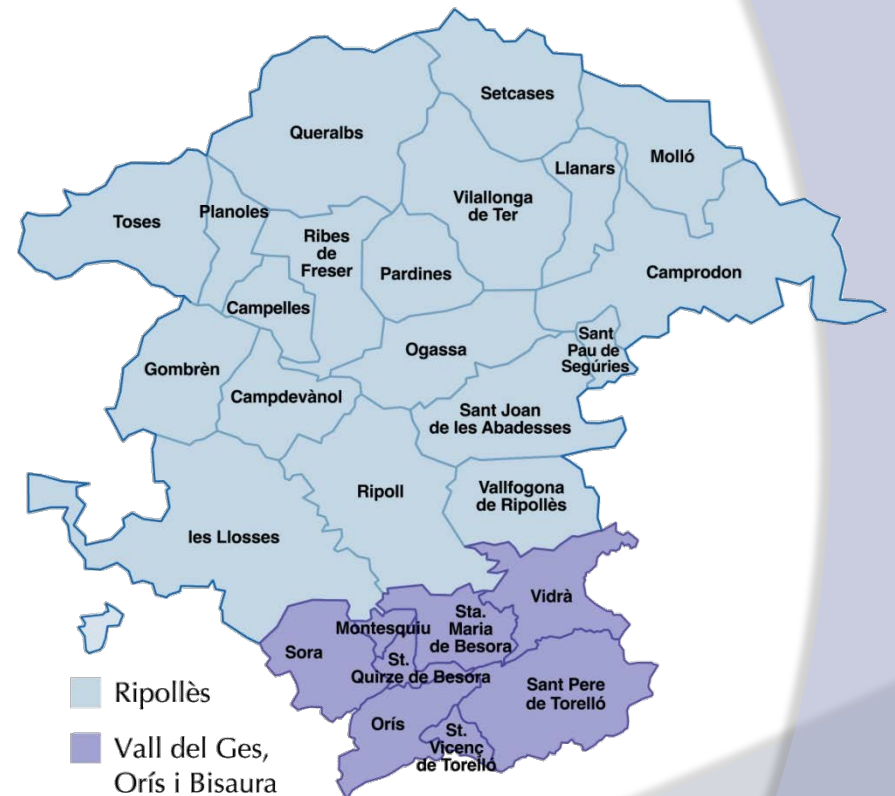 Setcases
Queralbs
Molló
Llanars
Vilallonga
de Ter
Planoles
Toses
Ribes
de
Freser
Pardines
Camprodon
Campelles
Sant
Pau de
Segúries
Ogassa
Gombrèn
Campdevànol
Sant Joan
de les Abadesses
Ripoll
Vallfogona
de Ripollès
les Llosses
Vidrà
Sta.
Maria
de Besora
Montesquiu
Sora
St.
Quirze de Besora
Sant Pere
de Torelló
Orís
St.
Vicenç
de Torelló
Ripollès
Vall del Ges,
Orís i Bisaura